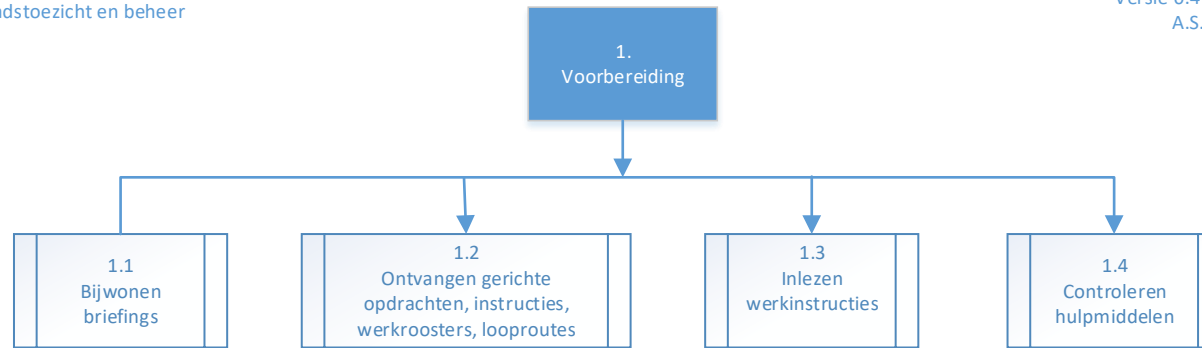 en beheer
A.S.
1.
Voorbereiding
1.1
Bijwonen
briefings
1.2
Ontvangen gerichte
opdrachten, instructies,
werkroosters, looproutes
1.3
Inlezen
werkinstructies
1.4
Controleren
hulpmiddelen